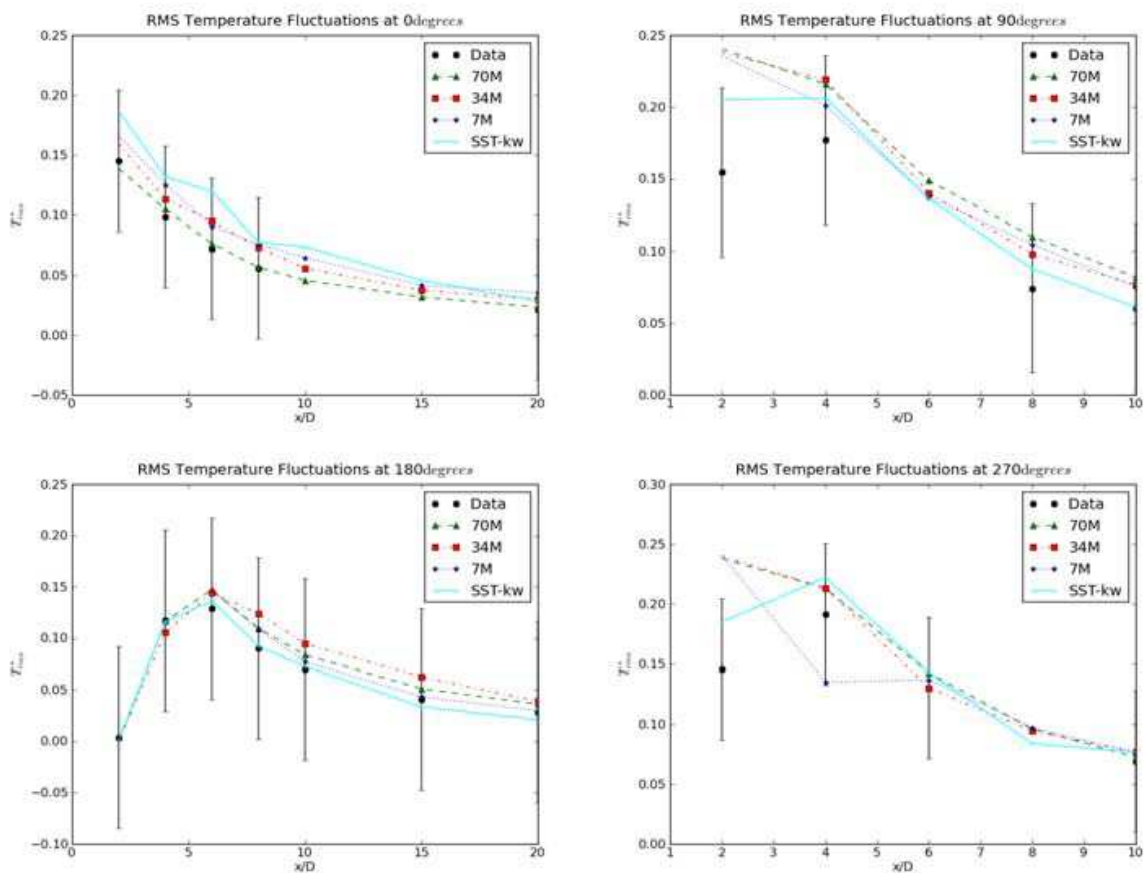 RMS Temperature Fluctuations at 0degrees
0.25
0.20
0.15
0.10
0.05
0.00
−0.05
0 5 10 15 20
x/D
Data
70M
34M
7M
SST-kw
RMS Temperature Fluctuations at 90degrees
0.25
0.20
0.15
0.10
0.05
0.00
1 2 3 4 5 6 7 8 9 10
x/D
Data
70M
34M
7M
SST-kw
RMS Temperature Fluctuations at 180degrees
0.25
0.20
0.15
0.10
0.05
0.00
−0.05
−0.10
0 5 10 15 20
x/D
Data
70M
34M
7M
SST-kw
RMS Temperature Fluctuations at 270degrees
0.30
0.25
0.20
0.15
0.10
0.05
0.00
1 2 3 4 5 6 7 8 9 10
x/D
Data
70M
34M
7M
SST-kw